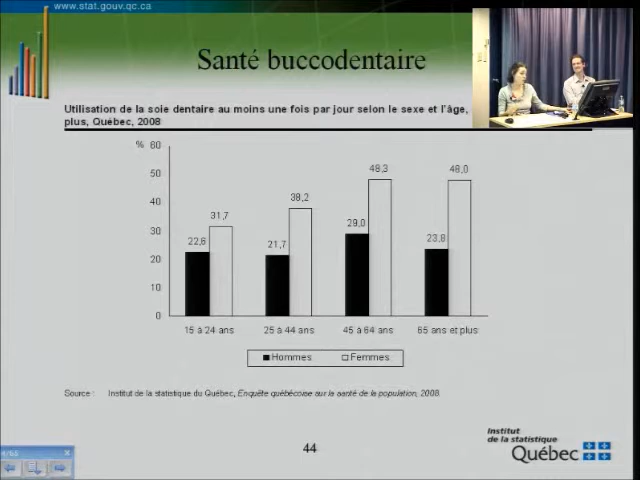 www.stat.gouv.qc.ca
Santé buccodentaire
Utilisation de la soie dentaire au moins une fois par jour selon le sexe et l'âge,
plus, Québec, 2008
% 60
50
40
30
20
10
0
22,6
31,7
21,7
38,2
29,0
48,3
23,8
48,0
15 à 24 ans
25 à 44 ans
45 à 64 ans
65 ans et plus
Hommes
Femmes
Source : Institut de la statistique du Québec, Enquête québécoise sur la santé de la population, 2008.
44
Institut
de la statistique
Québec